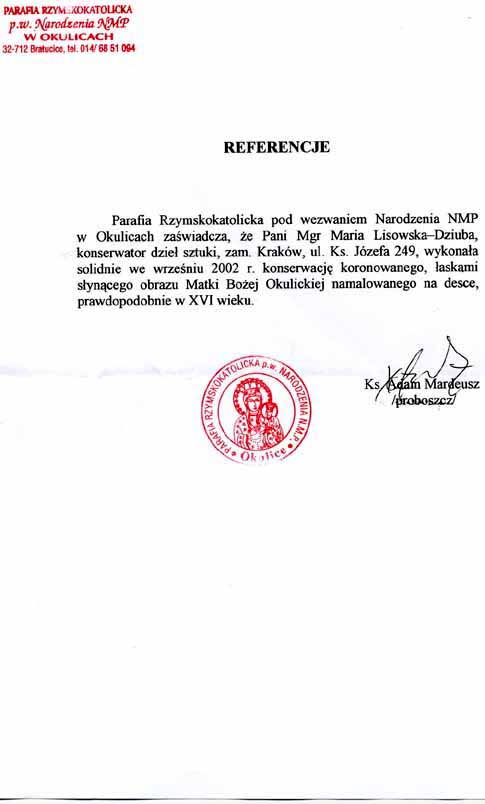 PARAFIA RZYMSKOKATOLICKA
p.w. Narodzenia NMP
W OKULICACH
32-712 Bratucice, tel. 014/ 68 51 094
REFERENCJE
Parafia Rzymskokatolicka pod wezwaniem Narodzenia NMP
w Okulicach zaświadcza, że Pani Mgr Maria Lisowska–Dziuba,
konserwator dzieł sztuki, zam. Kraków, ul. Ks. Józefa 249, wykonała
solidnie we wrześniu 2002 r. konserwację koronowanego, łaskami
słynącego obrazu Matki Bożej Okulickiej namalowanego na desce,
prawdopodobnie w XVI wieku.
Ks. Adam Mardeusz
/proboszcz/
PARAFIA RZYMSKOKATOLICKA p.w. NARODZENIA N.M.P.
Okulice